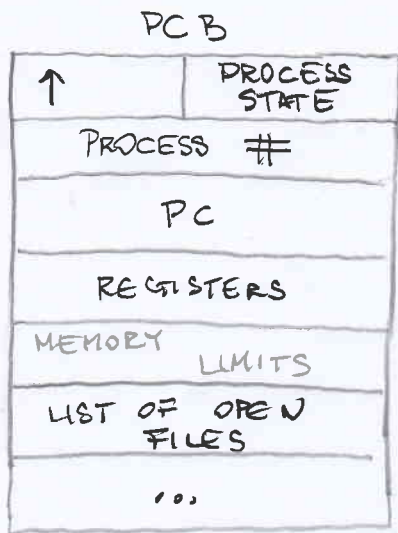 PCB
↑
PROCESS
STATE
PROCESS #
PC
REGISTERS
MEMORY
LIMITS
LIST OF OPEN
FILES
...